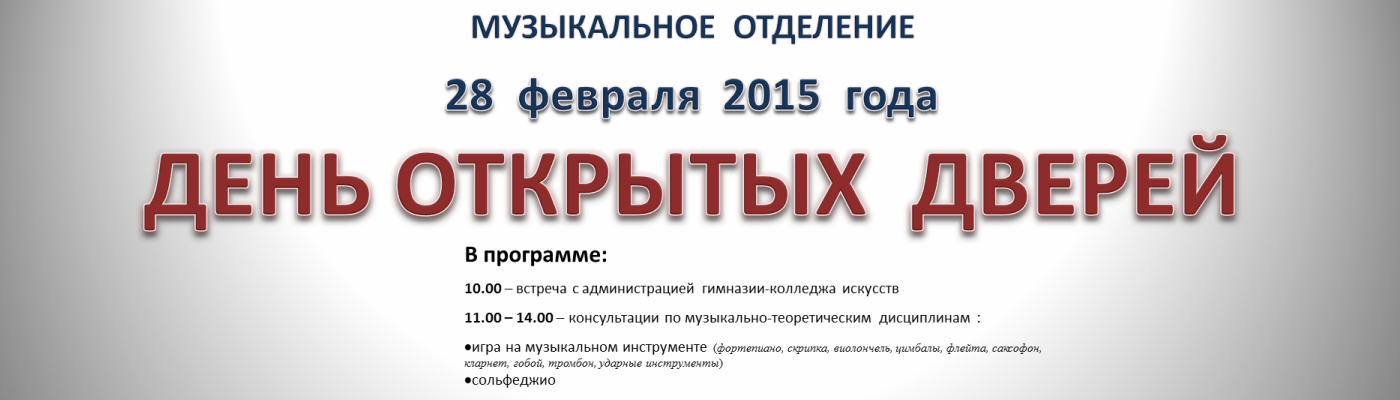 МУЗЫКАЛЬНОЕ ОТДЕЛЕНИЕ
28 февраля 2015 года
ДЕНЬ ОТКРЫТЫХ ДВЕРЕЙ
В программе:
10.00 – встреча с администрацией гимназии-колледжа искусств
11.00 – 14.00 – консультации по музыкально-теоретическим дисциплинам :
•игра на музыкальном инструменте (фортепиано, скрипка, виолончель, цимбалы, флейта, саксофон,
кларнет, гобой, тромбон, ударные инструменты)
•сольфеджио